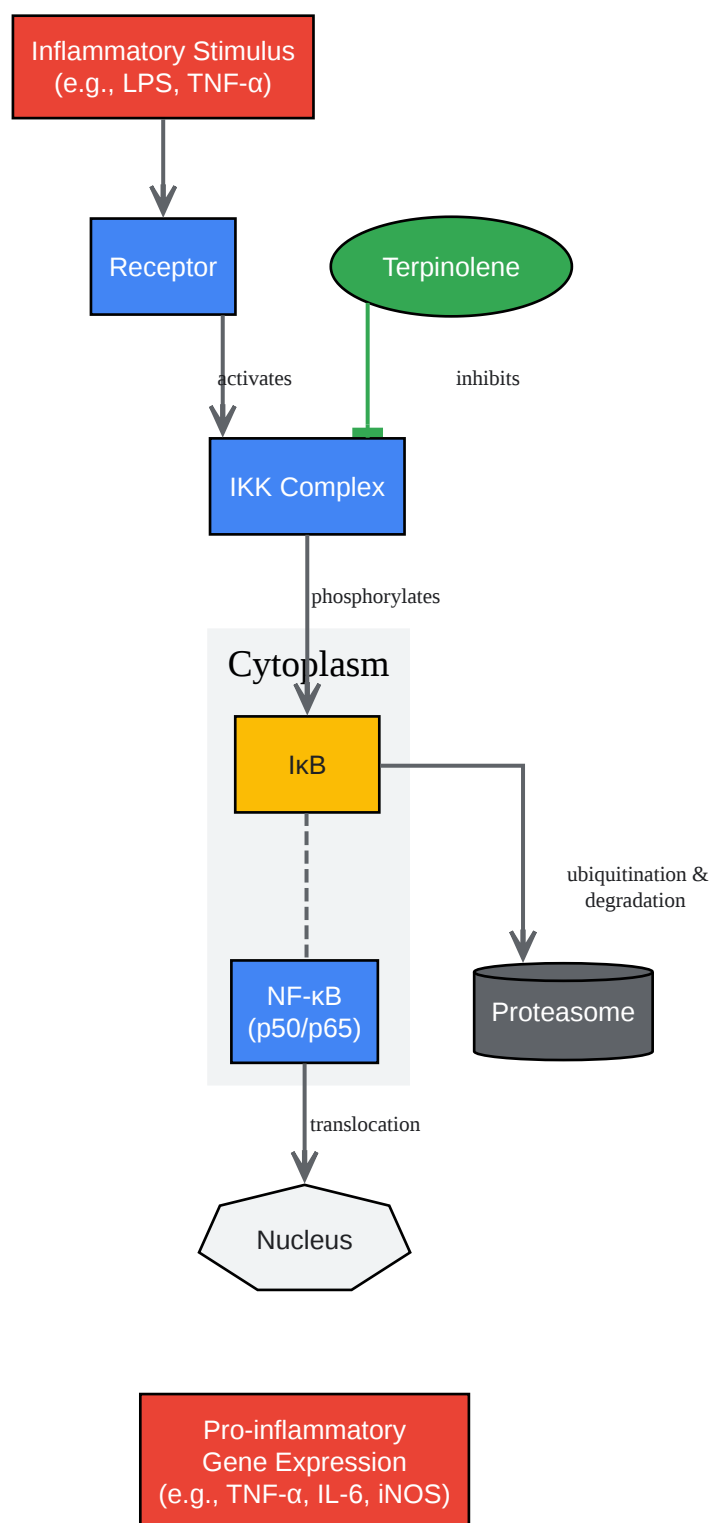 Inflammatory Stimulus
(e.g., LPS, TNF-α)
Receptor
Terpinolene
activates
inhibits
IKK Complex
phosphorylates
Cytoplasm
IκB
ubiquitination &
degradation
NF-κB
(p50/p65)
Proteasome
translocation
Nucleus
Pro-inflammatory
Gene Expression
(e.g., TNF-α, IL-6, iNOS)